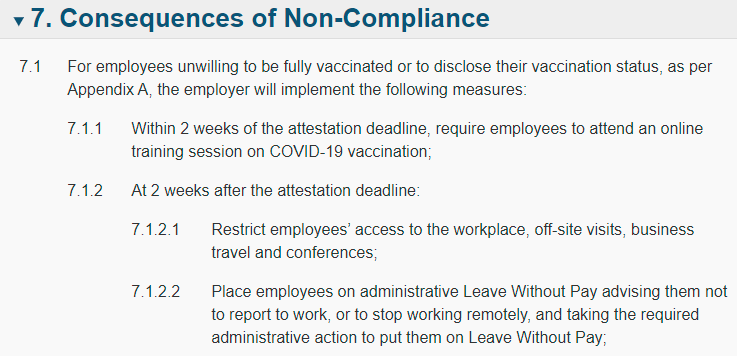 7. Consequences of Non-Compliance
7.1 For employees unwilling to be fully vaccinated or to disclose their vaccination status, as per
Appendix A, the employer will implement the following measures:
7.1.1 Within 2 weeks of the attestation deadline, require employees to attend an online
training session on COVID-19 vaccination;
7.1.2 At 2 weeks after the attestation deadline:
7.1.2.1 Restrict employees’ access to the workplace, off-site visits, business
travel and conferences;
7.1.2.2 Place employees on administrative Leave Without Pay advising them not
to report to work, or to stop working remotely, and taking the required
administrative action to put them on Leave Without Pay;